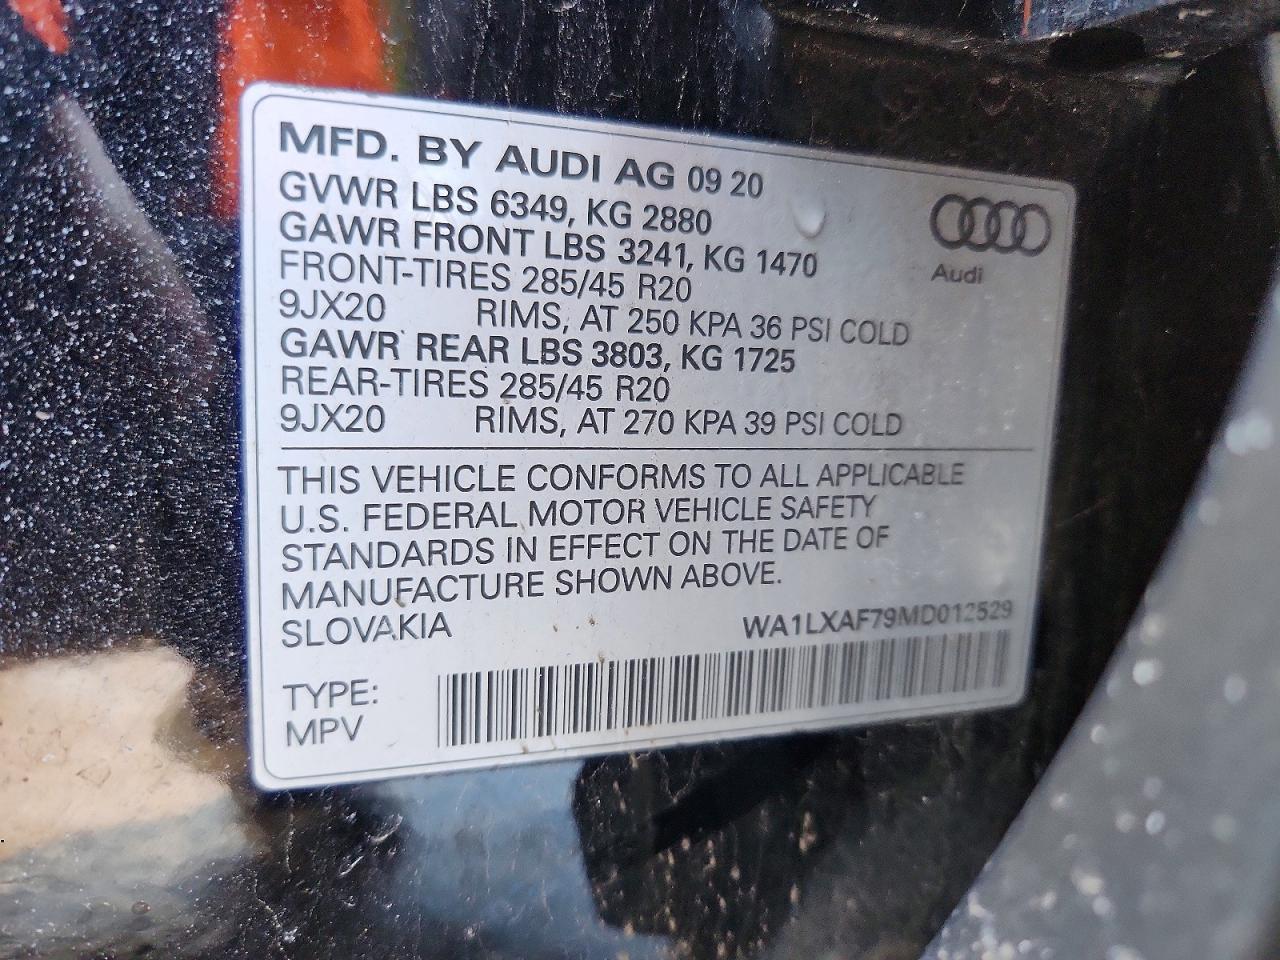 MFD. BY AUDI AG 09 20
GVWR LBS 6349, KG 2880
GAWR FRONT LBS 3241, KG 1470
FRONT-TIRES 285/45 R20
9JX20 RIMS, AT 250 KPA 36 PSI COLD
GAWR REAR LBS 3803, KG 1725
REAR-TIRES 285/45 R20
9JX20 RIMS, AT 270 KPA 39 PSI COLD
Audi
THIS VEHICLE CONFORMS TO ALL APPLICABLE
U.S. FEDERAL MOTOR VEHICLE SAFETY
STANDARDS IN EFFECT ON THE DATE OF
MANUFACTURE SHOWN ABOVE.
SLOVAKIA WA1LXAF79MD012529
TYPE:
MPV